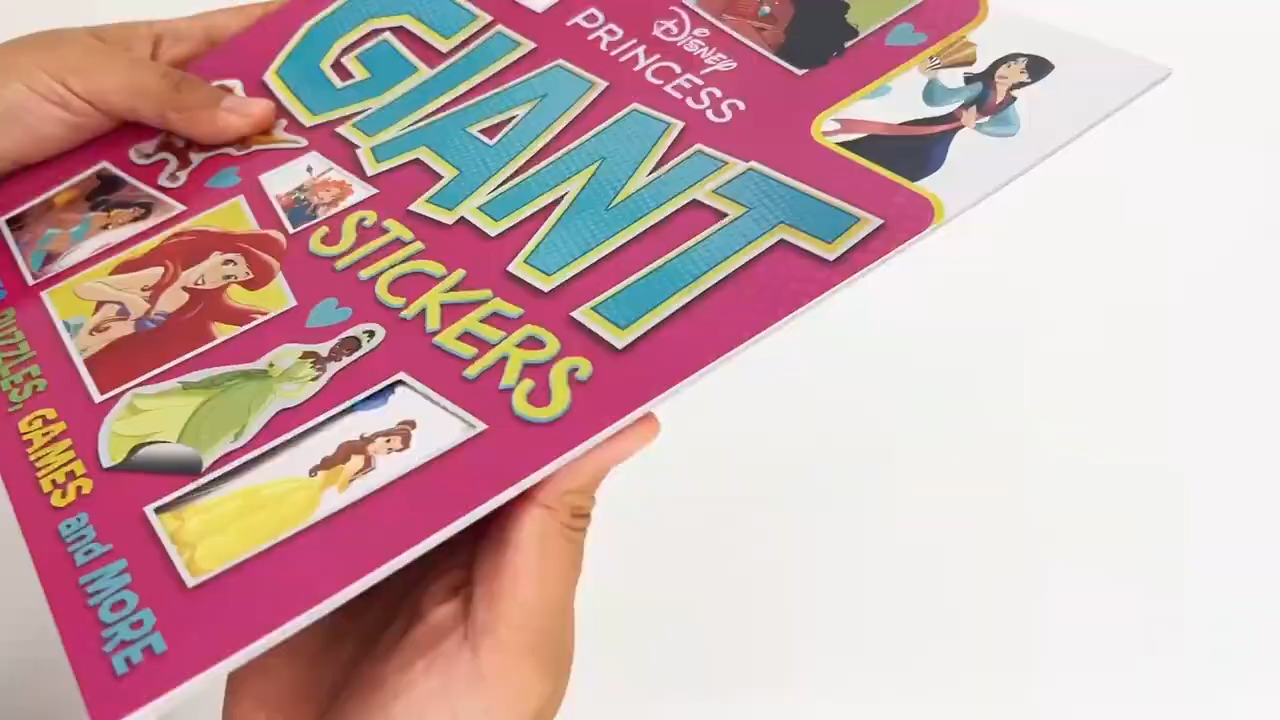 Disney
PRINCESS
GIANT
STICKERS
PUZZLES,
GAMES
and MORE